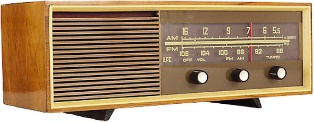 16 12 9 7 6 5.5
AM
FM
108 104 100 96 92 88
AFC OFF VOL. FM AM TUNING